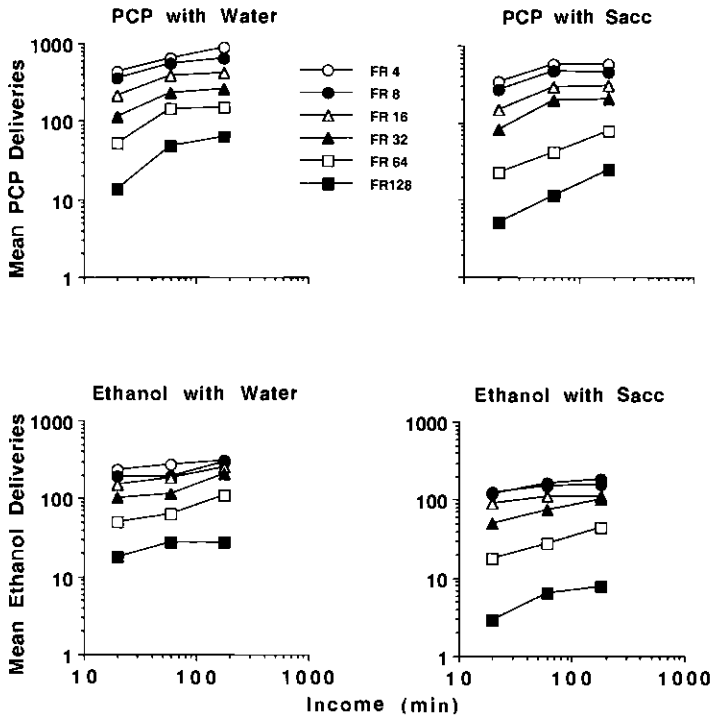 PCP with Water
PCP with Sacc
1000
100
10
1
Mean PCP Deliveries
FR 4
FR 8
FR 16
FR 32
FR 64
FR128
Ethanol with Water
Ethanol with Sacc
1000
100
10
1
Mean Ethanol Deliveries
1000
100
10
1
10 100 1000
10 100 1000
Income (min)